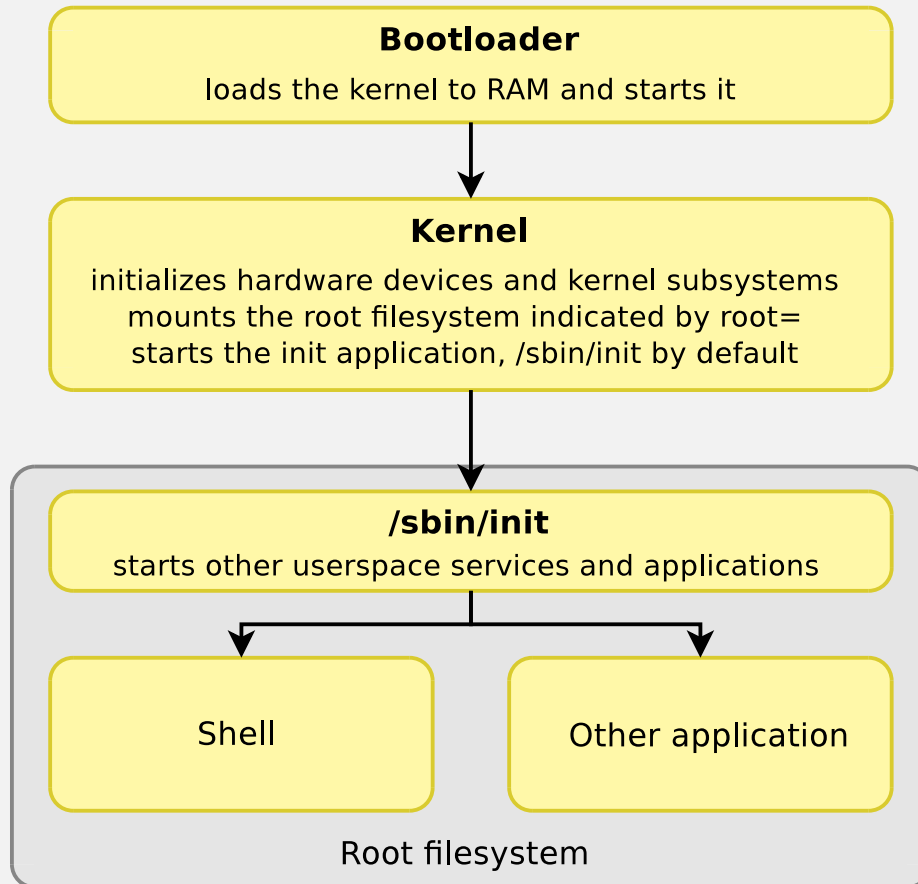 Bootloader
loads the kernel to RAM and starts it
Kernel
initializes hardware devices and kernel subsystems
mounts the root filesystem indicated by root=
starts the init application, /sbin/init by default
/sbin/init
starts other userspace services and applications
Shell
Other application
Root filesystem